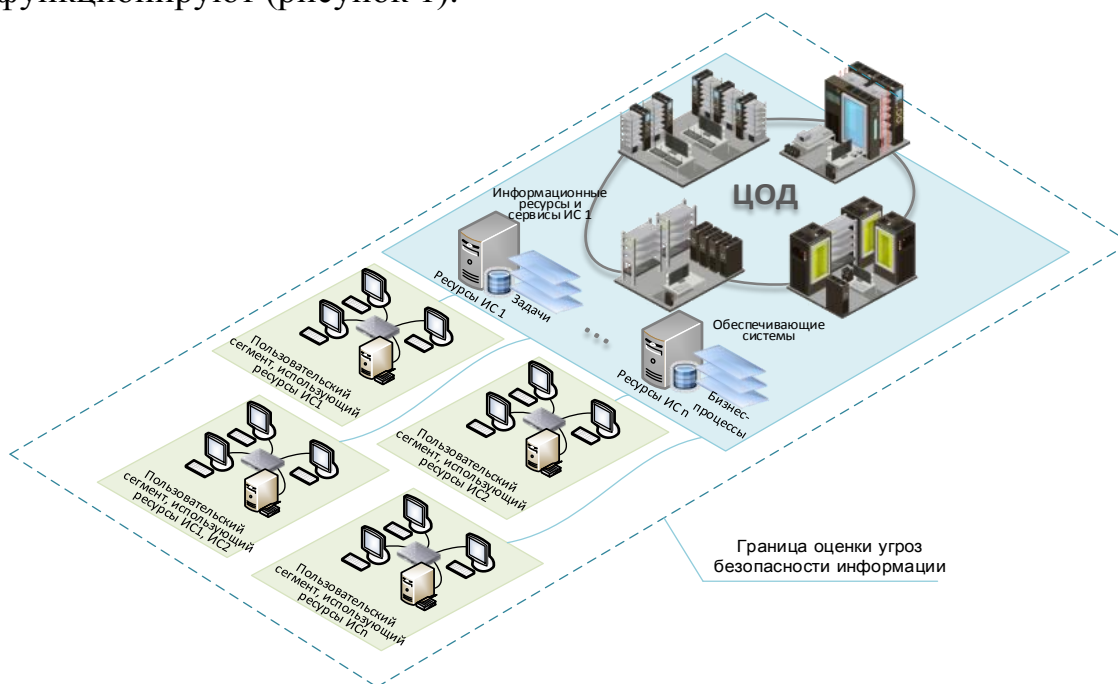 функционируют (рисунок 1).
ЦОД
Информационные
ресурсы и
сервисы ИС 1
Ресурсы ИС 1
Задачи
...
Обеспечивающие
системы
Ресурсы ИС n
Бизнес-
процессы
Пользовательский
сегмент, использующий
ресурсы ИС1
Пользовательский
сегмент, использующий
ресурсы ИС2
Пользовательский
сегмент, использующий
ресурсы ИС1, ИС2
Пользовательский
сегмент, использующий
ресурсы ИСn
Граница оценки угроз
безопасности информации